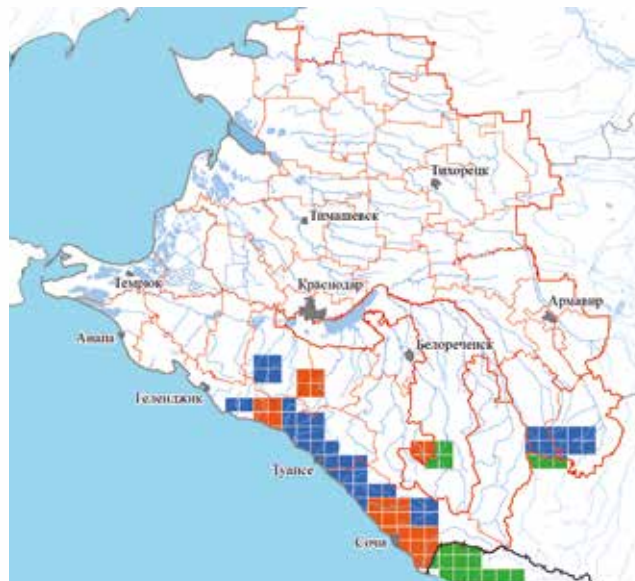 Тихорецк
Тимашевск
Темрюк
Краснодар
Армавир
Анапа
Белореченск
Геленджик
Туапсе
Сочи